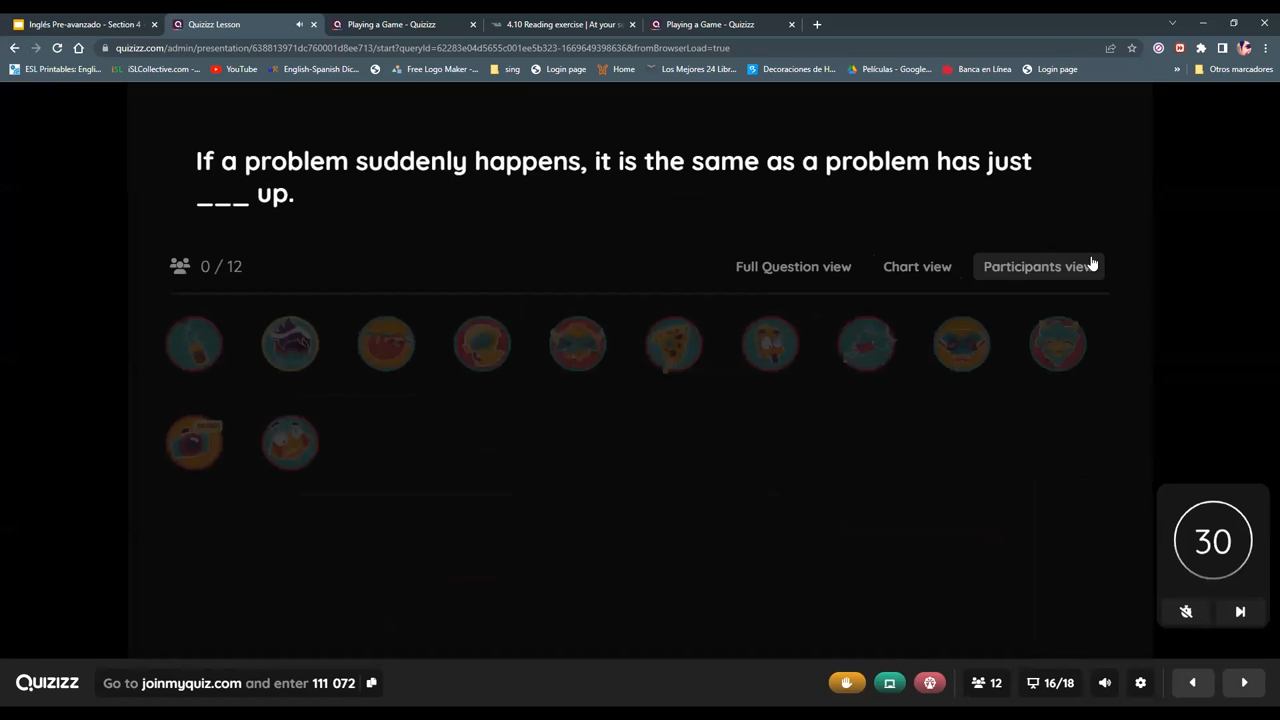 Inglés Pre-avanzado - Section 4
Quizizz Lesson
Playing a Game - Quizizz
4.10 Reading exercise | At your s
Playing a Game - Quizizz
quizizz.com/admin/presentation/638813971dc760001d8ee713/start?queryId=62283e04d5655c001ee5b323-1669649398636&fromBrowserLoad=true
ESL Printables: Engli...
iSLCollective.com -...
YouTube
English-Spanish Dic...
Free Logo Maker -...
sing
Login page
Home
Los Mejores 24 Libr...
Decoraciones de H...
Películas - Google...
Banca en Línea
Login page
»
Otros marcadores
If a problem suddenly happens, it is the same as a problem has just
___ up.
0 / 12
Full Question view
Chart view
Participants view
30
Quizizz
Go to joinmyquiz.com and enter 111 072
12
16/18